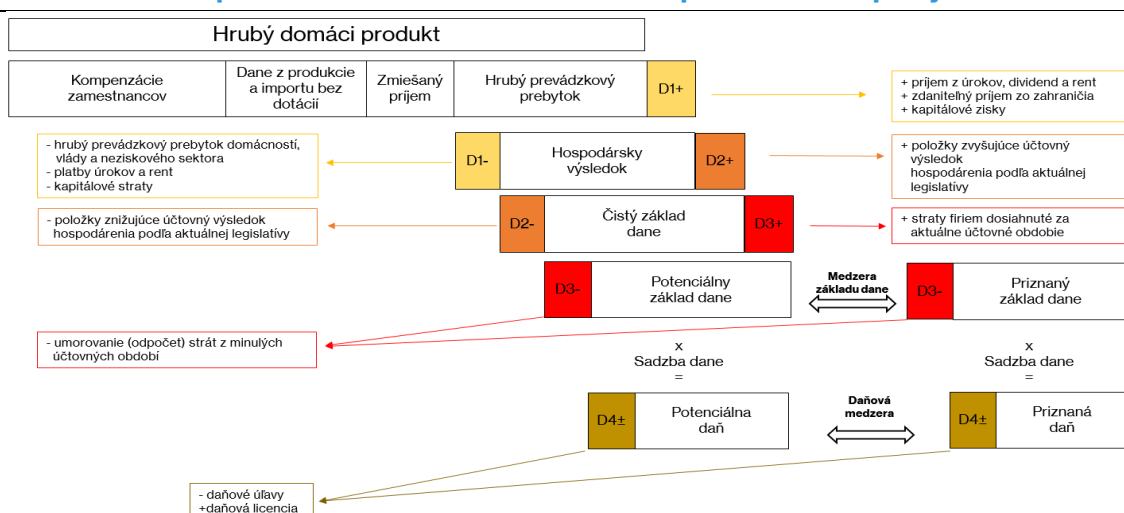 Hrubý domáci produkt
Kompenzácie
zamestnancov
Dane z produkcie
a importu bez
dotácií
Zmiešaný
príjem
Hrubý prevádzkový
prebytok
D1+
+ príjem z úrokov, dividend a rent
+ zdaniteľný príjem zo zahraničia
+ kapitálové zisky
- hrubý prevádzkový prebytok domácností,
vlády a neziskového sektora
- platby úrokov a rent
- kapitálové straty
D1-
Hospodársky
výsledok
D2+
+ položky zvyšujúce účtovný
výsledok
hospodárenia podľa aktuálnej
legislatívy
- položky znižujúce účtovný výsledok
hospodárenia podľa aktuálnej legislatívy
D2-
Čistý základ
dane
D3+
+ straty firiem dosiahnuté za
aktuálne účtovné obdobie
D3-
Potenciálny
základ dane
Medzera
základu dane
D3-
Priznaný
základ dane
- umorovanie (odpočet) strát z minulých
účtovných období
x
Sadzba dane
=
x
Sadzba dane
=
D4±
Potenciálna
daň
Daňová
medzera
D4±
Priznaná
daň
- daňové úľavy
+daňová licencia